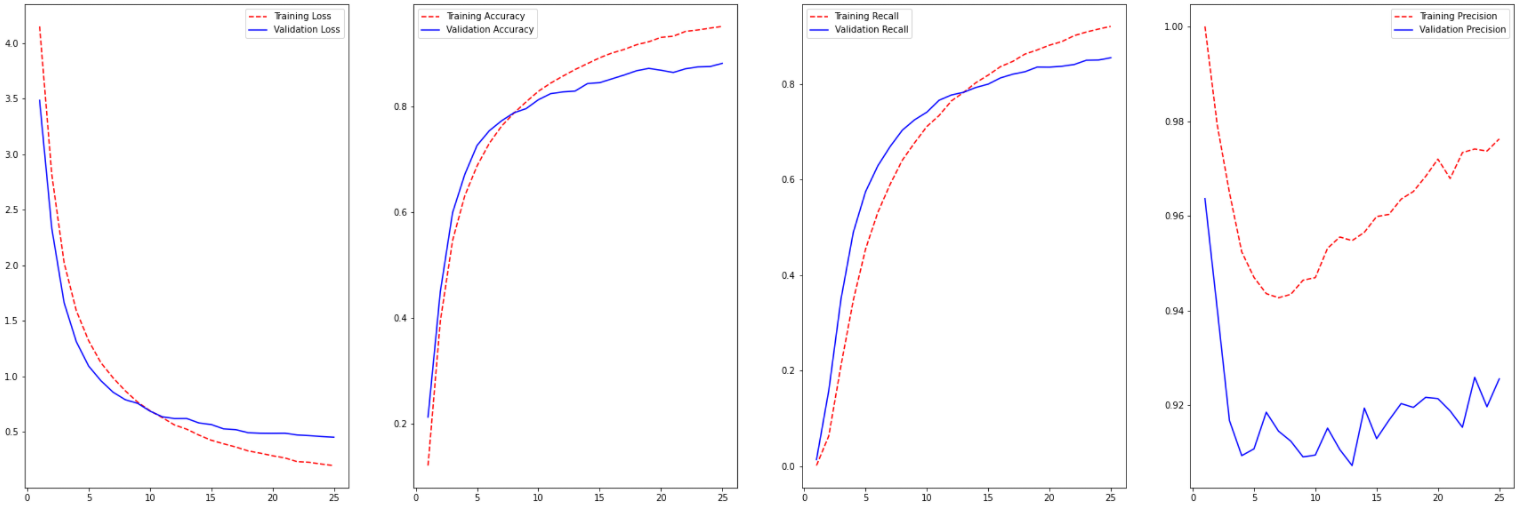 Training Loss
Validation Loss
4.0
3.5
3.0
2.5
2.0
1.5
1.0
0.5
0 5 10 15 20 25
Training Accuracy
Validation Accuracy
0.8
0.6
0.4
0.2
0 5 10 15 20 25
Training Recall
Validation Recall
0.8
0.6
0.4
0.2
0.0
0 5 10 15 20 25
Training Precision
Validation Precision
1.00
0.98
0.96
0.94
0.92
0 5 10 15 20 25